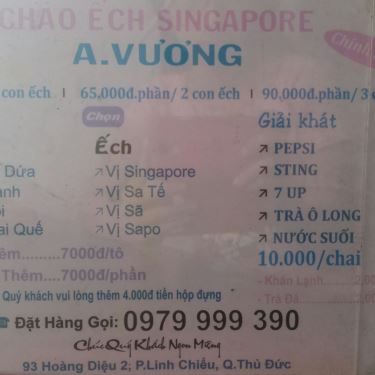 CHÁO ẾCH SINGAPORE
A.VƯƠNG
Chính
con ếch | 65,000đ.phần/ 2 con ếch | 90,000đ.phần/ 3
Chọn
Ếch
Giải khát
Dứa
↗ Vị Singapore
↗ Vị Sa Tế
↗ Vị Sã
Quế
↗ Vị Sapo
↗ PEPSI
↗ STING
↗ 7 UP
↗ TRÀ Ô LONG
↗ NƯỚC SUỐI
10.000/chai
- Khăn Lạnh
- Trà Đá
.........7000đ/tô
Thêm....7000đ/phần
Quý khách vui lòng thêm 4.000đ tiền hộp đựng
☎ Đặt Hàng Gọi: 0979 999 390
Chúc Quý Khách Ngon Miệng
93 Hoàng Diệu 2, P.Linh Chiểu, Q.Thủ Đức